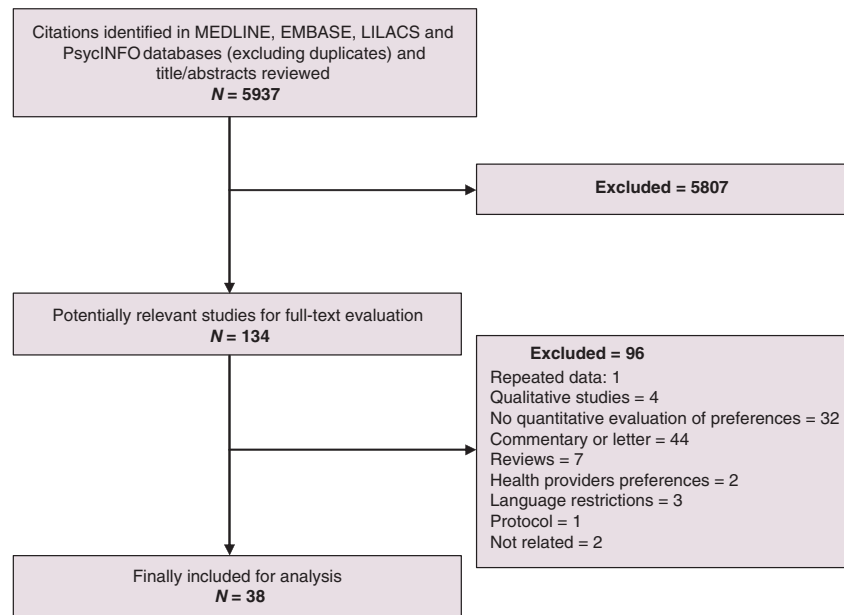 Citations identified in MEDLINE, EMBASE, LILACS and
PsycINFO databases (excluding duplicates) and
title/abstracts reviewed
N = 5937
Excluded = 5807
Potentially relevant studies for full-text evaluation
N = 134
Excluded = 96
Repeated data: 1
Qualitative studies = 4
No quantitative evaluation of preferences = 32
Commentary or letter = 44
Reviews = 7
Health providers preferences = 2
Language restrictions = 3
Protocol = 1
Not related = 2
Finally included for analysis
N = 38